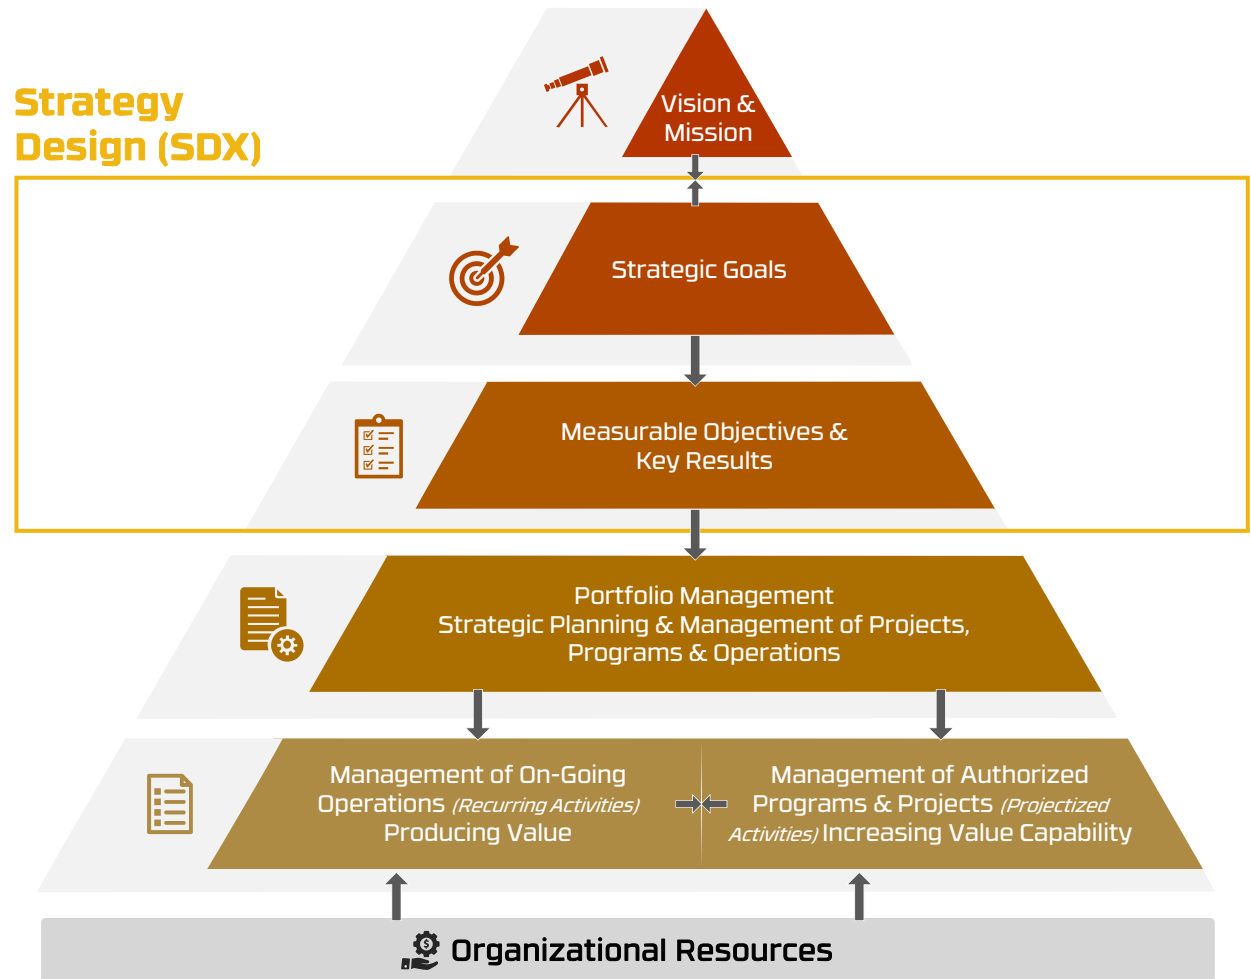 Strategy
Design (SDX)
Vision &
Mission
Strategic Goals
Measurable Objectives &
Key Results
Portfolio Management
Strategic Planning & Management of Projects,
Programs & Operations
Management of On-Going
Operations (Recurring Activities)
Producing Value
Management of Authorized
Programs & Projects (Projectized
Activities) Increasing Value Capability
$
Organizational Resources